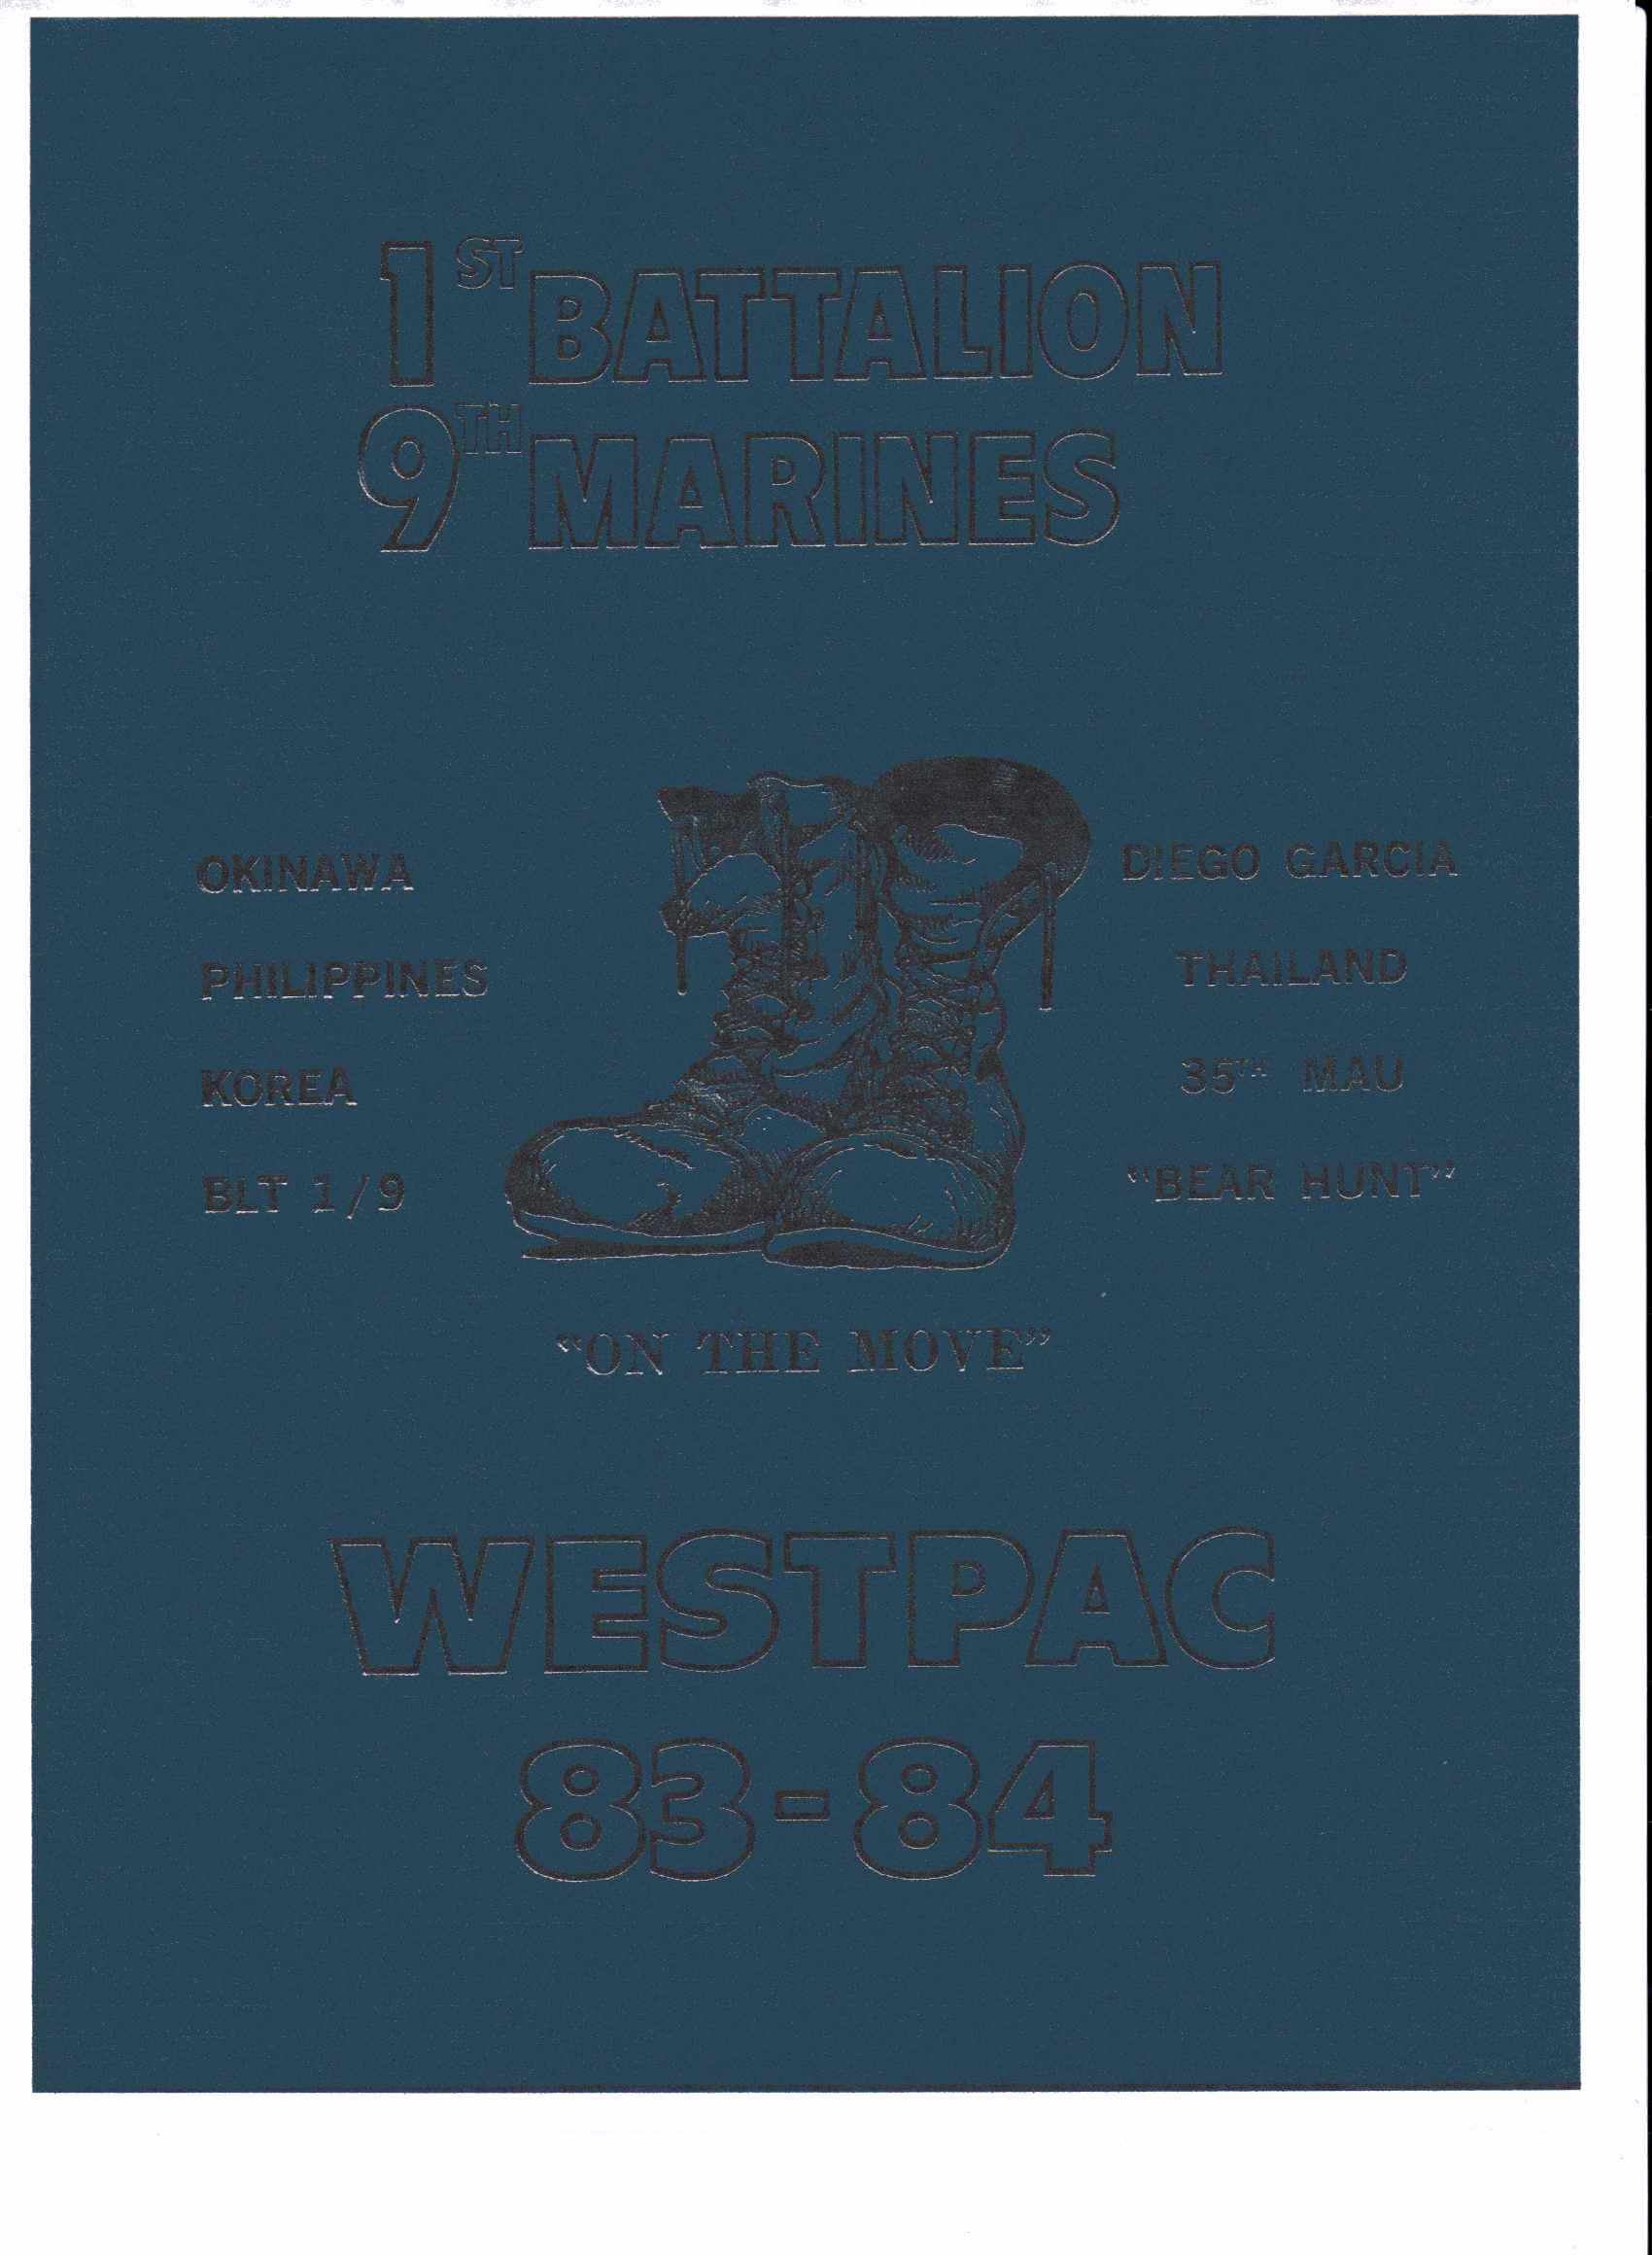 1ST BATTALION
9TH MARINES
OKINAWA
PHILIPPINES
KOREA
BLT 1/9
DIEGO GARCIA
THAILAND
35TH MAU
“BEAR HUNT”
“ON THE MOVE”
WESTPAC
83-84